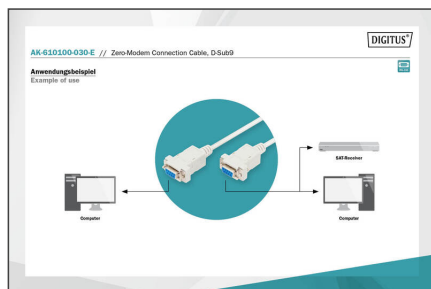 DIGITUS®
AK-610100-030-E // Zero-Modem Connection Cable, D-Sub9
Anwendungsbeispiel
Example of use
SAT-Receiver
Computer
Computer